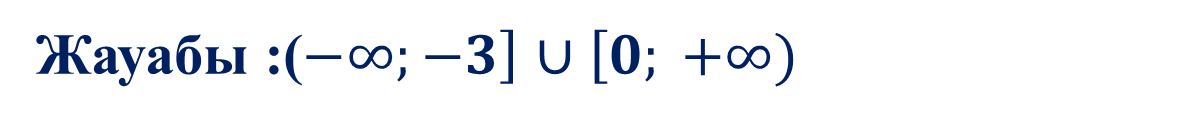 Жауабы :(−∞; −3] ∪ [0; +∞)